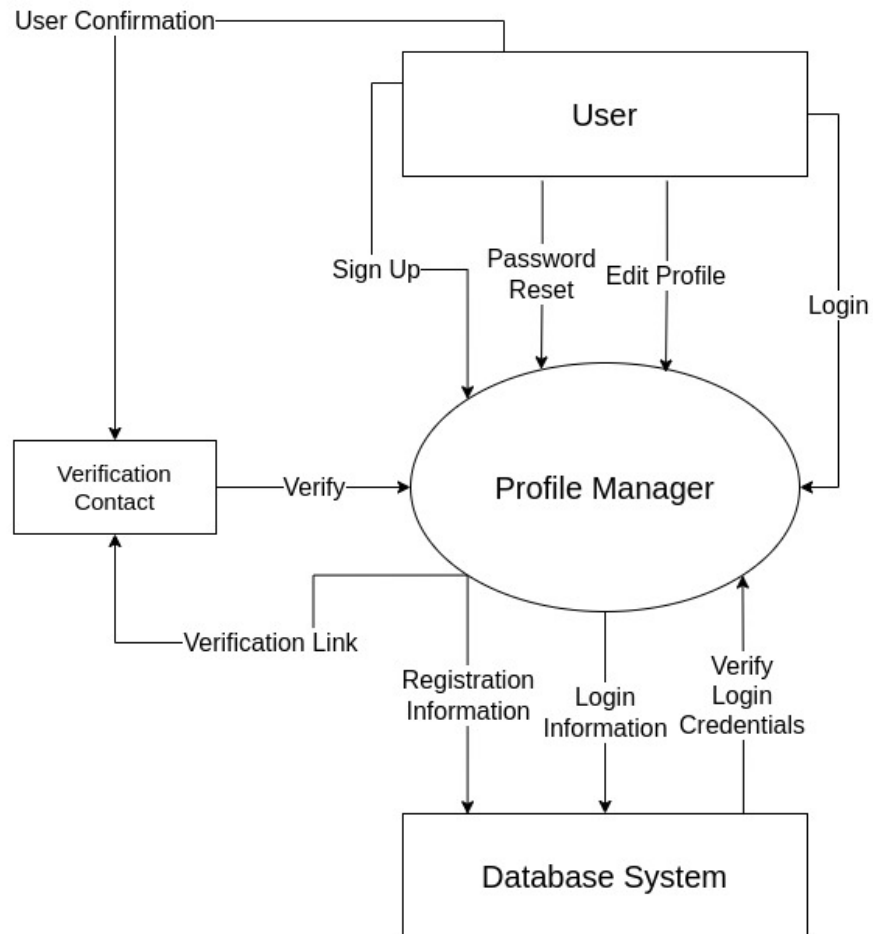 User Confirmation
User
Sign Up
Password
Reset
Edit Profile
Login
Verification
Contact
Verify
Profile Manager
Verification Link
Registration
Information
Login
Information
Verify
Login
Credentials
Database System